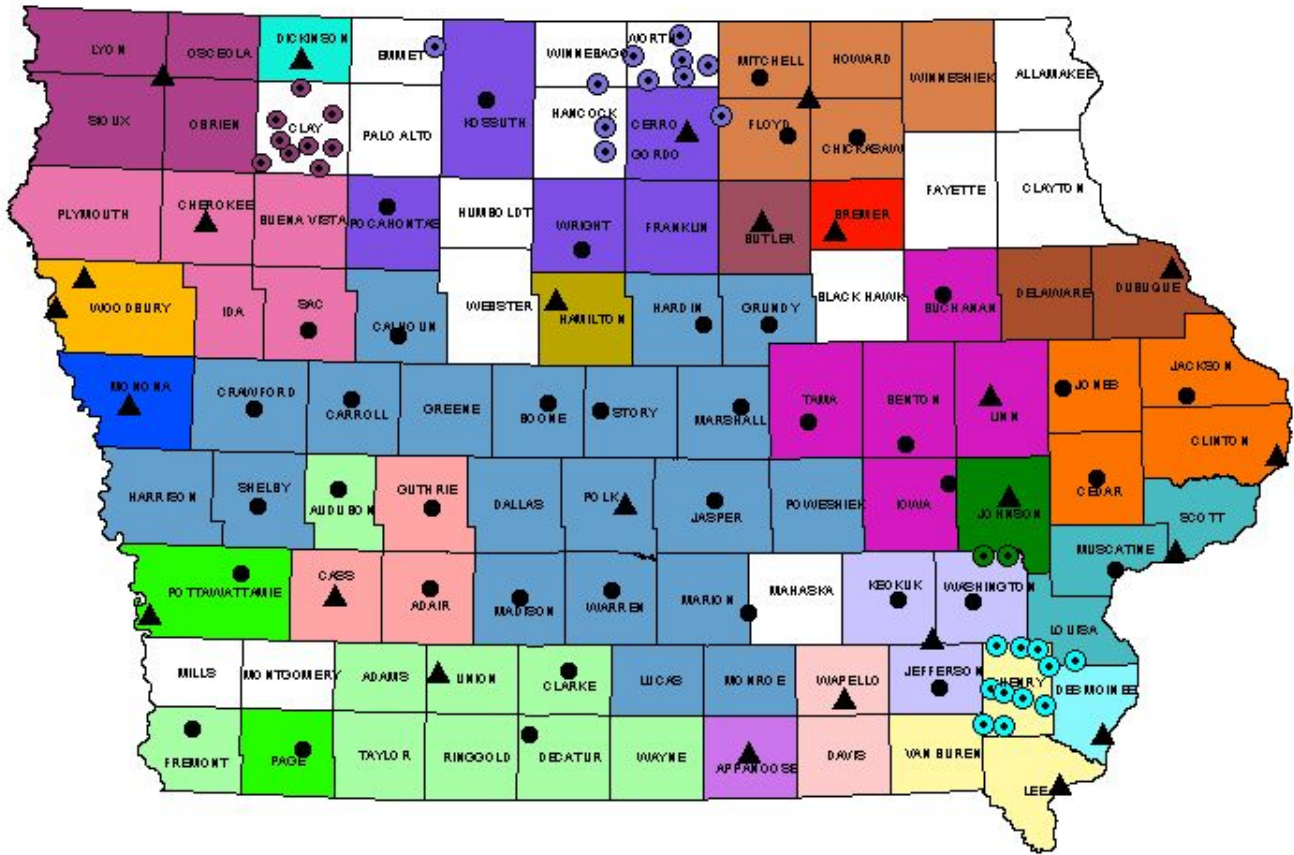 LYON
OSCEOLA
DICKINSON
EMMET
WINNEBAGO
WORTH
MITCHELL
HOWARD
WINNESHIEK
ALLAMAKEE
SIOUX
OBRIEN
CLAY
PALO ALTO
KOSSUTH
HANCOCK
CERRO
GORDO
FLOYD
CHICKASAW
FAYETTE
CLAYTON
PLYMOUTH
CHEROKEE
BUENA VISTA
POCAHONTAS
HUMBOLDT
WRIGHT
FRANKLIN
BUTLER
BREMER
WOODBURY
IDA
SAC
CALHOUN
WEBSTER
HAMILTON
HARDIN
GRUNDY
BLACK HAWK
BUCHANAN
DELAWARE
DUBUQUE
MONONA
CRAWFORD
CARROLL
GREENE
BOONE
STORY
MARSHALL
TAMA
BENTON
LINN
JONES
JACKSON
CLINTON
HARRISON
SHELBY
AUDUBON
GUTHRIE
DALLAS
POLK
JASPER
POWESHIEK
IOWA
JOHNSON
CEDAR
SCOTT
MUSCATINE
POTTAWATTAMIE
CASS
ADAIR
MADISON
WARREN
MARION
MAHASKA
KEOKUK
WASHINGTON
LOUISA
MILLS
MONTGOMERY
ADAMS
UNION
CLARKE
LUCAS
MONROE
WAPELLO
JEFFERSON
HENRY
DES MOINES
FREMONT
PAGE
TAYLOR
RINGGOLD
DECATUR
WAYNE
APPANOOSE
DAVIS
VAN BUREN
LEE